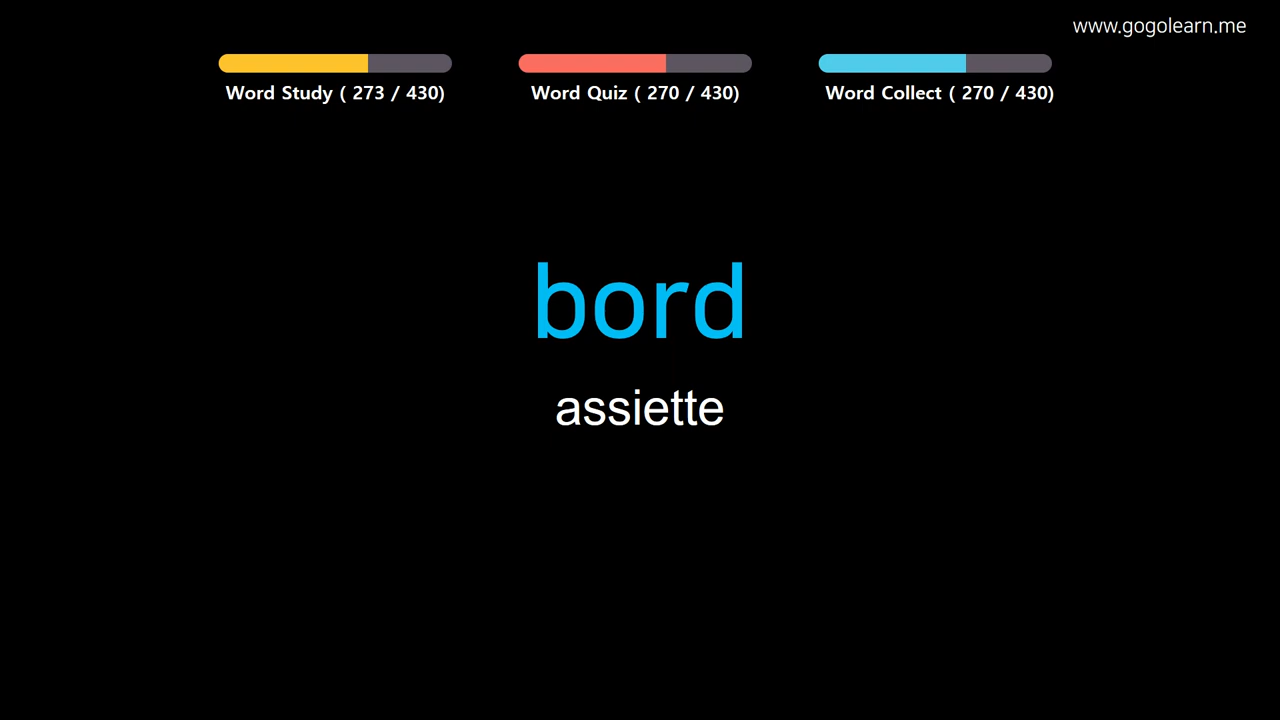 www.gogolearn.me
Word Study ( 273 / 430)
Word Quiz ( 270 / 430)
Word Collect ( 270 / 430)
bord
assiette